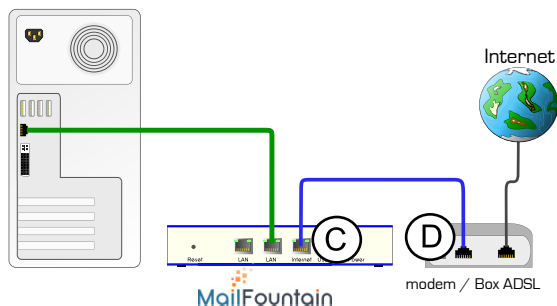 Internet
C
D
Reset
LAN
LAN
Internet
Power
MailFountain
modem / Box ADSL